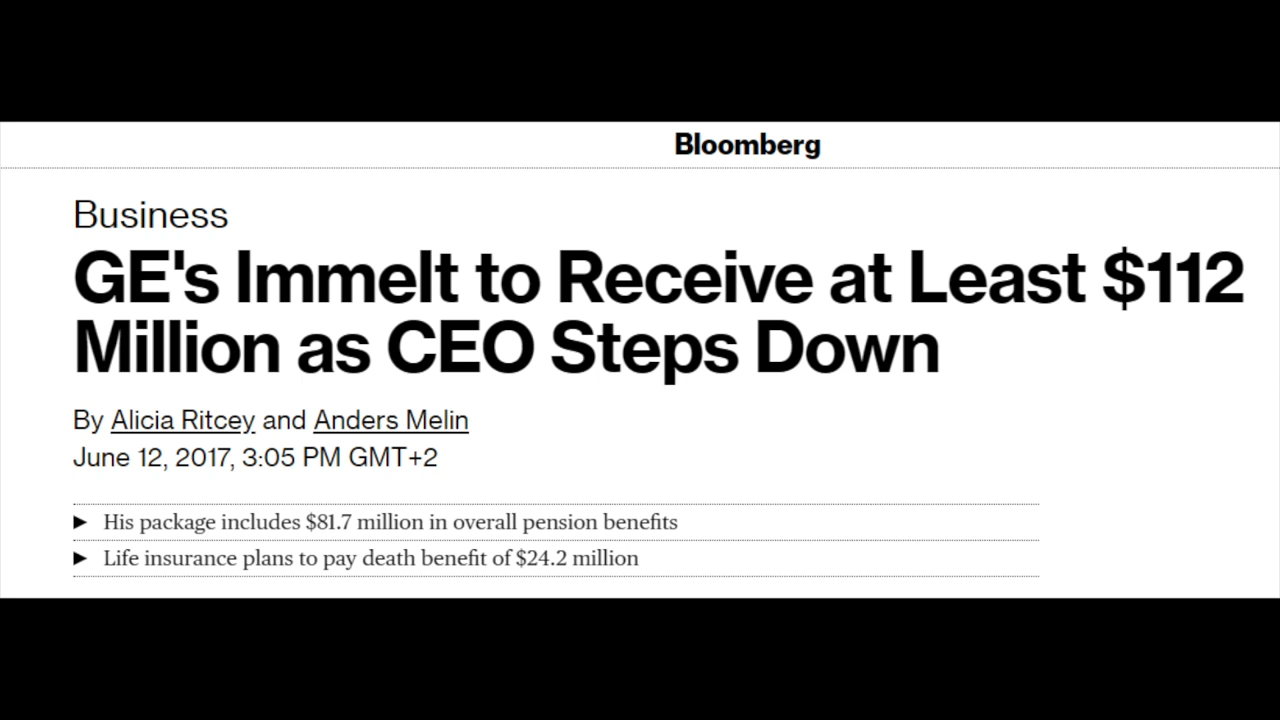 Bloomberg
Business
GE's Immelt to Receive at Least $112
Million as CEO Steps Down
By Alicia Ritcey and Anders Melin
June 12, 2017, 3:05 PM GMT+2
► His package includes $81.7 million in overall pension benefits
► Life insurance plans to pay death benefit of $24.2 million